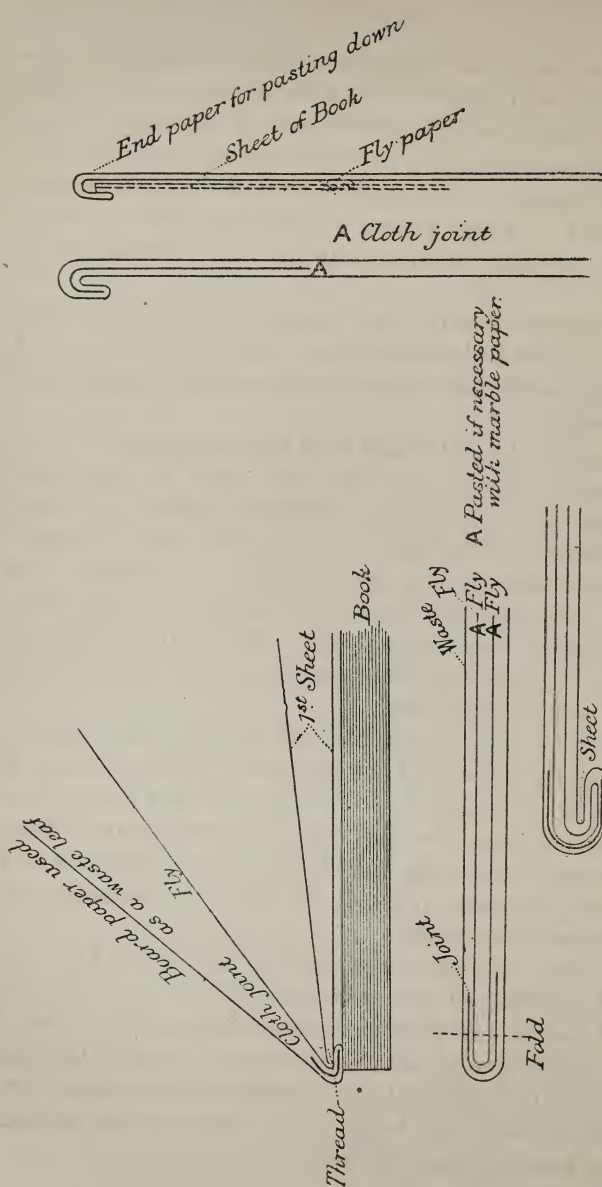 End paper for pasting down
Sheet of Book
Fly paper
A Cloth joint
A
A Pasted if necessary
with marble paper.
Waste
Fly
A-Fly
A-Fly
Joint
Fold
Sheet
Book
1st Sheet
Fly
Cloth joint
Board paper used
as a waste leaf
Thread